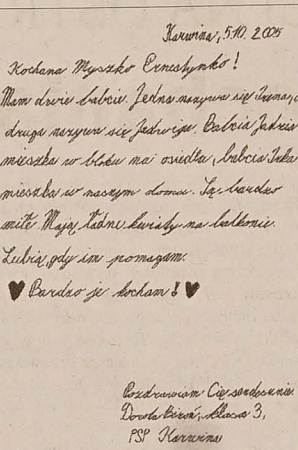 Karwina, 5.10. 2005
Kochana Myszko Ernestynko!
Mam dwie babcie. Jedna nazywa się Irena, a
druga nazywa się Jadwiga. Babcia Jadzia
mieszka w bloku na osiedlu, babcia Irka
mieszka w naszym domu. Są bardzo
miłe. Mają ładne kwiaty na balkonie.
Lubią, gdy im pomagam.
♥ Bardzo je kocham! ♥
Pozdrawiam Cię serdecznie.
Dorota klasa 3,
PSP Karwina